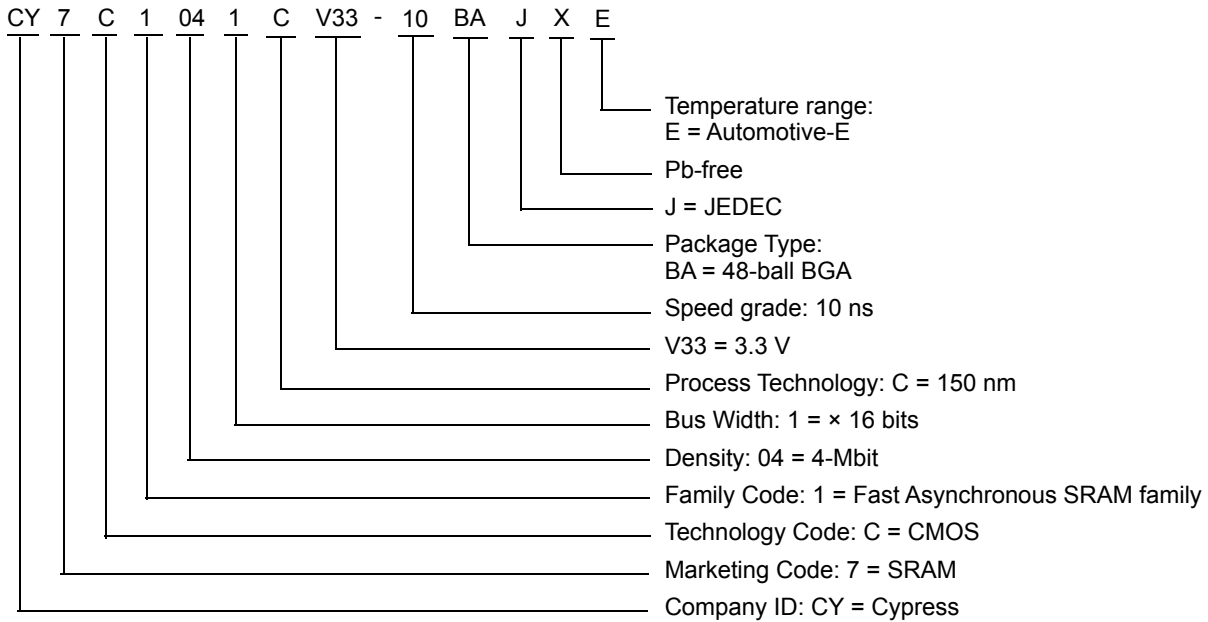 CY 7 C 1 04 1 C V33 - 10 BA J X E
Temperature range:
E = Automotive-E
Pb-free
J = JEDEC
Package Type:
BA = 48-ball BGA
Speed grade: 10 ns
V33 = 3.3 V
Process Technology: C = 150 nm
Bus Width: 1 = × 16 bits
Density: 04 = 4-Mbit
Family Code: 1 = Fast Asynchronous SRAM family
Technology Code: C = CMOS
Marketing Code: 7 = SRAM
Company ID: CY = Cypress